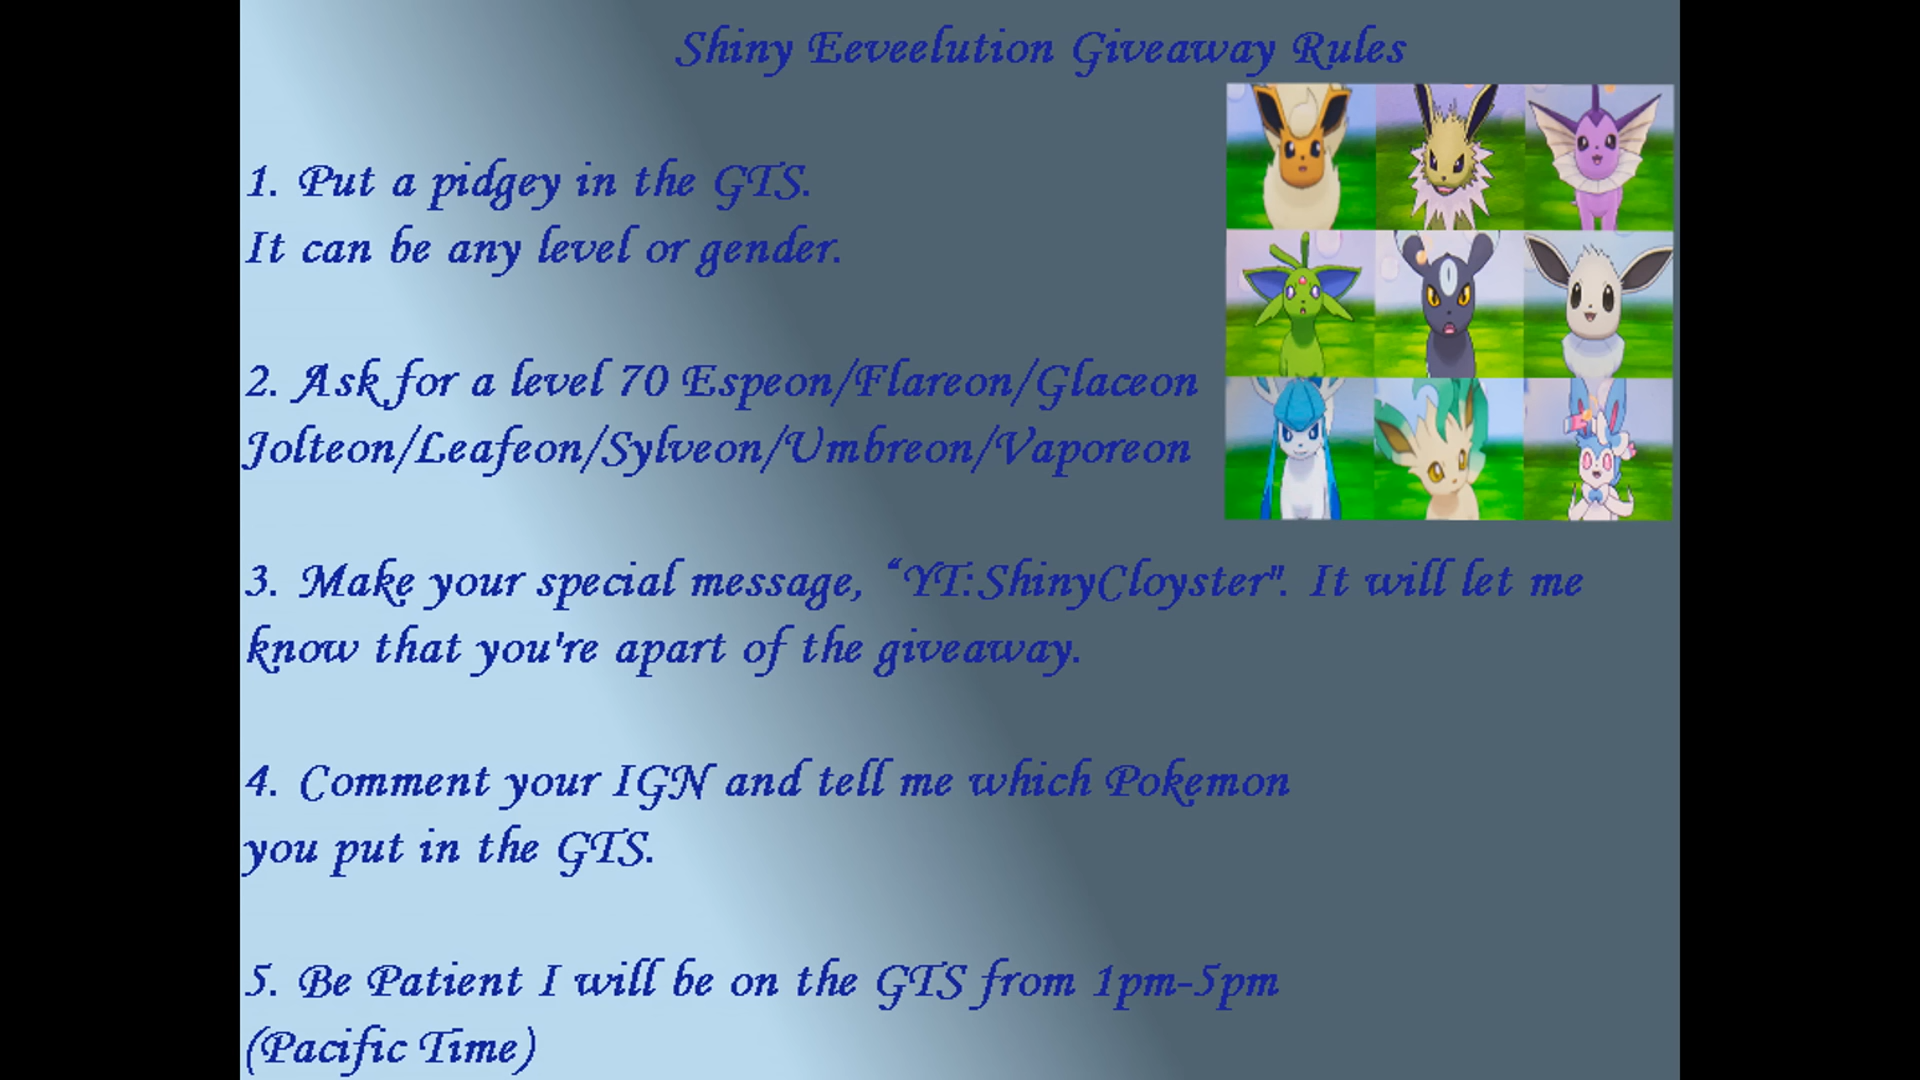 Shiny Eeveelution Giveaway Rules
1. Put a pidgey in the GTS.
It can be any level or gender.
2. Ask for a level 70 Espeon/Flareon/Glaceon
Jolteon/Leafeon/Sylveon/Umbreon/Vaporeon
3. Make your special message, “YT:ShinyCloyster". It will let me
know that you're apart of the giveaway.
4. Comment your IGN and tell me which Pokemon
you put in the GTS.
5. Be Patient I will be on the GTS from 1pm-5pm
(Pacific Time)